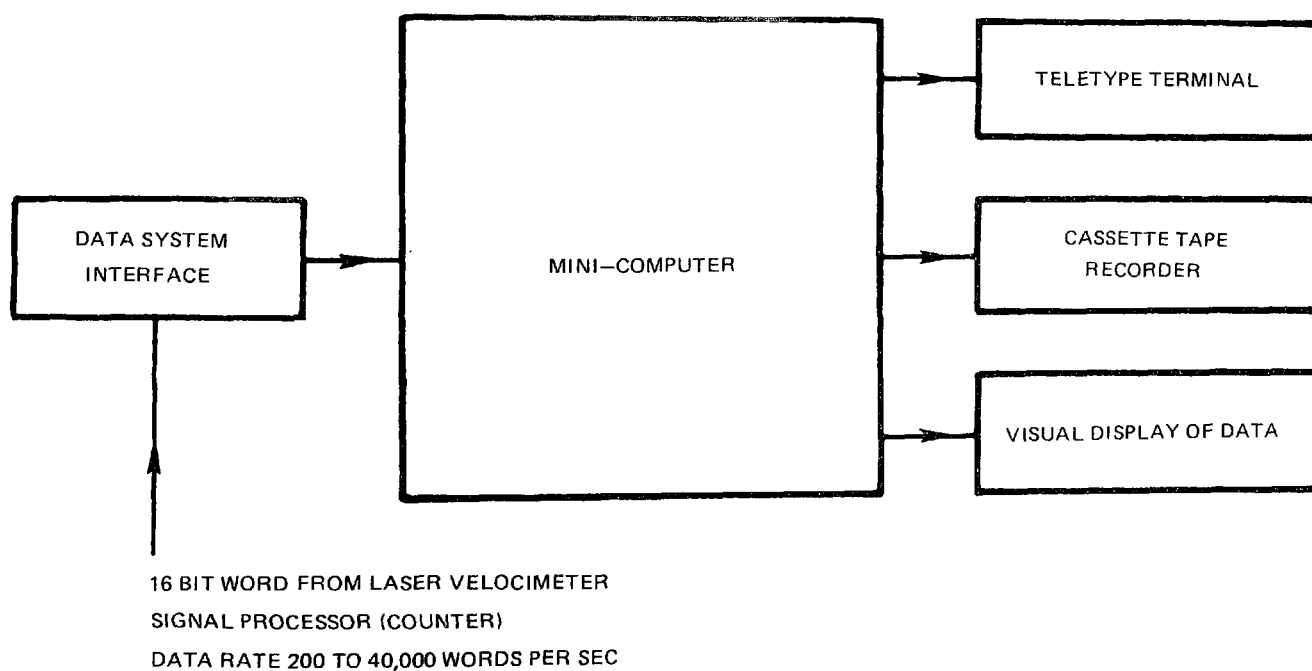 TELETYPE TERMINAL
DATA SYSTEM
INTERFACE
MINI–COMPUTER
CASSETTE TAPE
RECORDER
VISUAL DISPLAY OF DATA
16 BIT WORD FROM LASER VELOCIMETER
SIGNAL PROCESSOR (COUNTER)
DATA RATE 200 TO 40,000 WORDS PER SEC